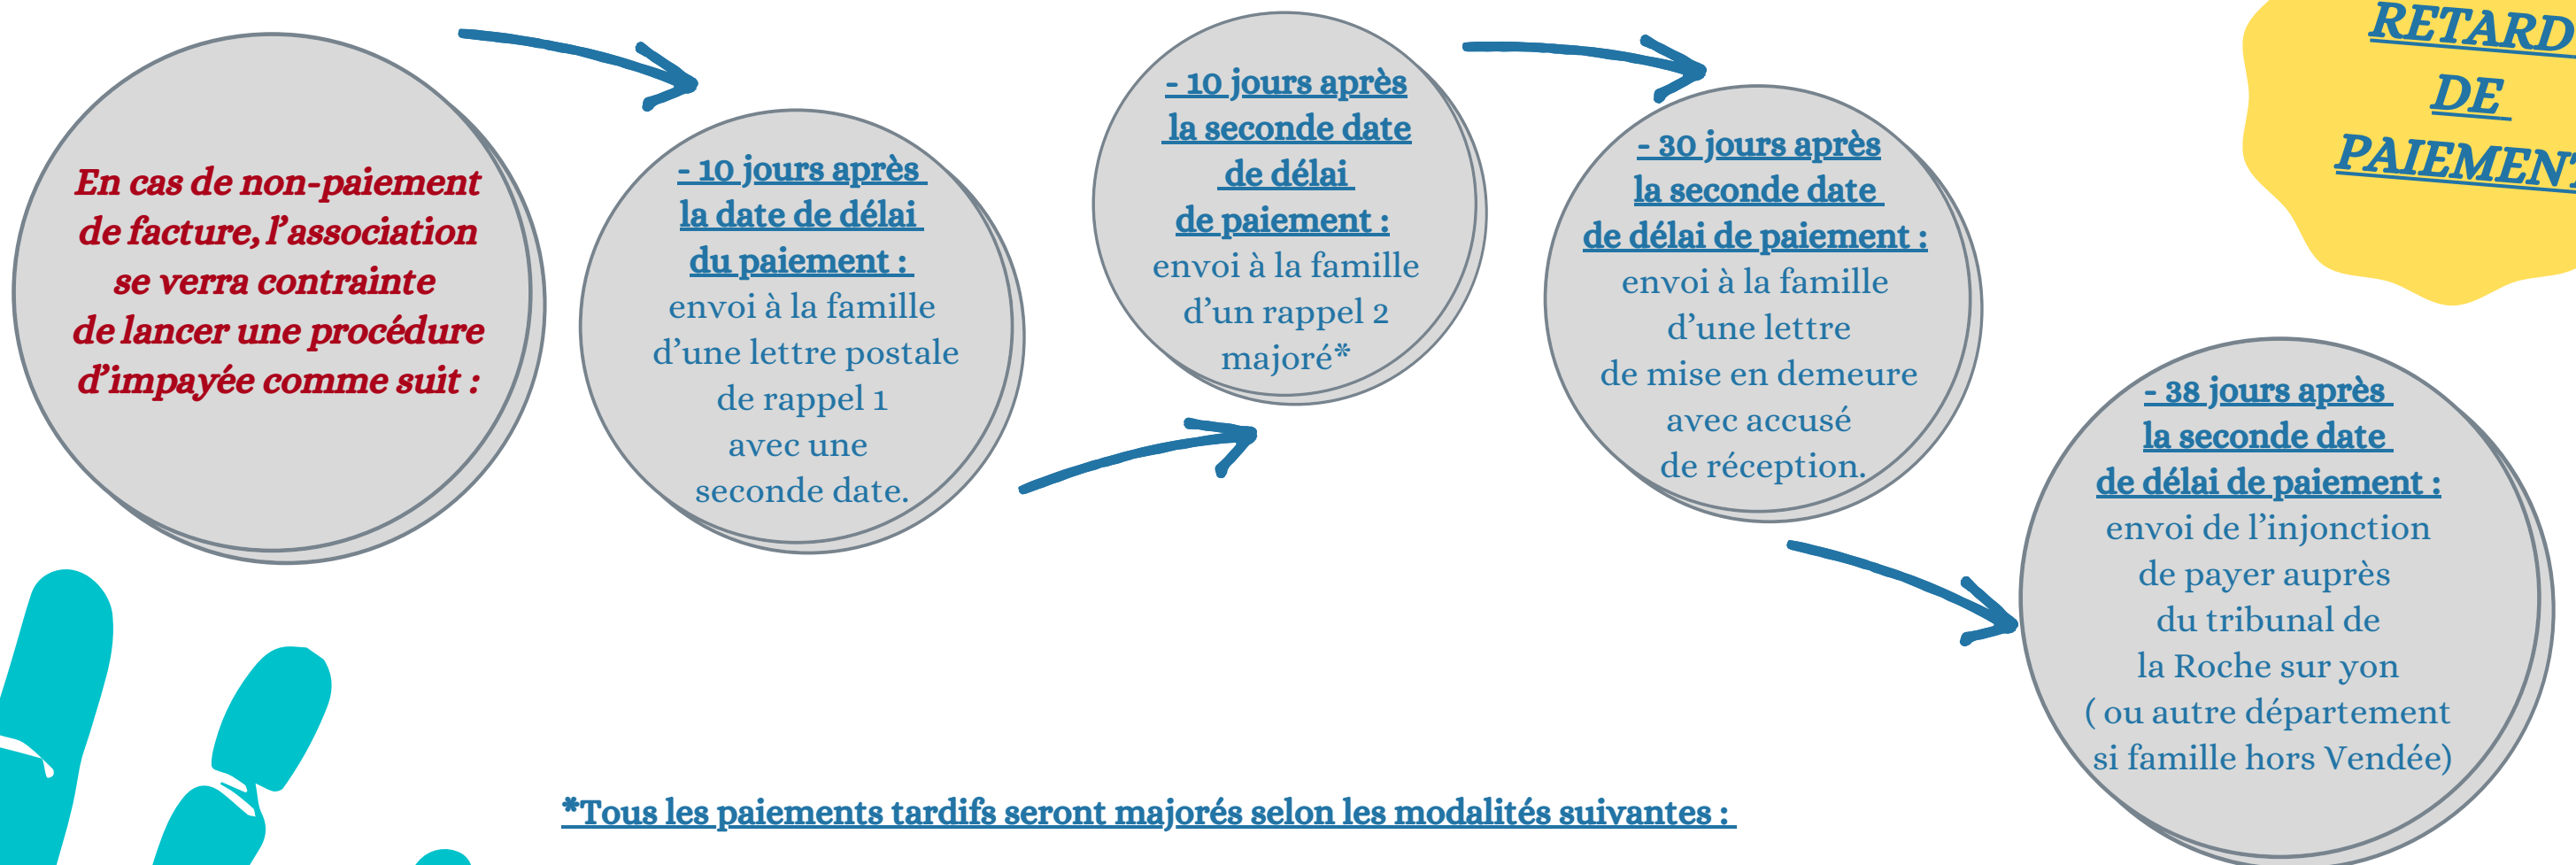 RETARD
DE
PAIEMENT
En cas de non-paiement
de facture, l’association
se verra contrainte
de lancer une procédure
d’impayée comme suit :
- 10 jours après
la date de délai
du paiement :
envoi à la famille
d’une lettre postale
de rappel 1
avec une
seconde date.
- 10 jours après
la seconde date
de délai
de paiement :
envoi à la famille
d’un rappel 2
majoré*
- 30 jours après
la seconde date
de délai de paiement :
envoi à la famille
d’une lettre
de mise en demeure
avec accusé
de réception.
- 38 jours après
la seconde date
de délai de paiement :
envoi de l’injonction
de payer auprès
du tribunal de
la Roche sur yon
( ou autre département
si famille hors Vendée)
*Tous les paiements tardifs seront majorés selon les modalités suivantes :